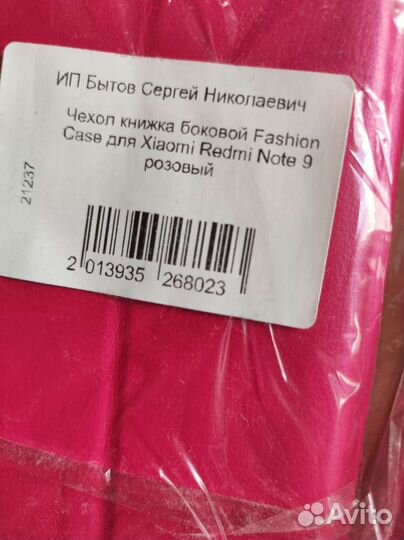 ИП Бытов Сергей Николаевич
Чехол книжка боковой Fashion
Case для Xiaomi Redmi Note 9
розовый
21237
2 013935 268023
Avito